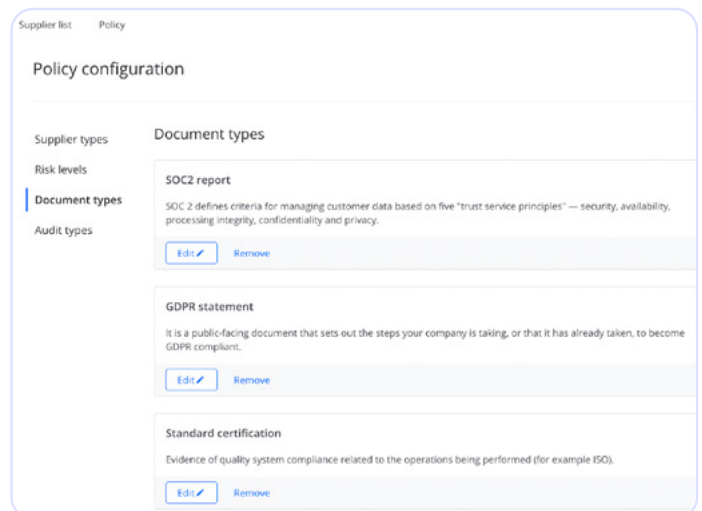 Supplier list Policy
Policy configuration
Supplier types
Risk levels
Document types
Audit types
Document types
SOC2 report
SOC 2 defines criteria for managing customer data based on five "trust service principles" — security, availability,
processing integrity, confidentiality and privacy.
Edit Remove
GDPR statement
It is a public-facing document that sets out the steps your company is taking, or that it has already taken, to become
GDPR compliant.
Edit Remove
Standard certification
Evidence of quality system compliance related to the operations being performed (for example ISO).
Edit Remove